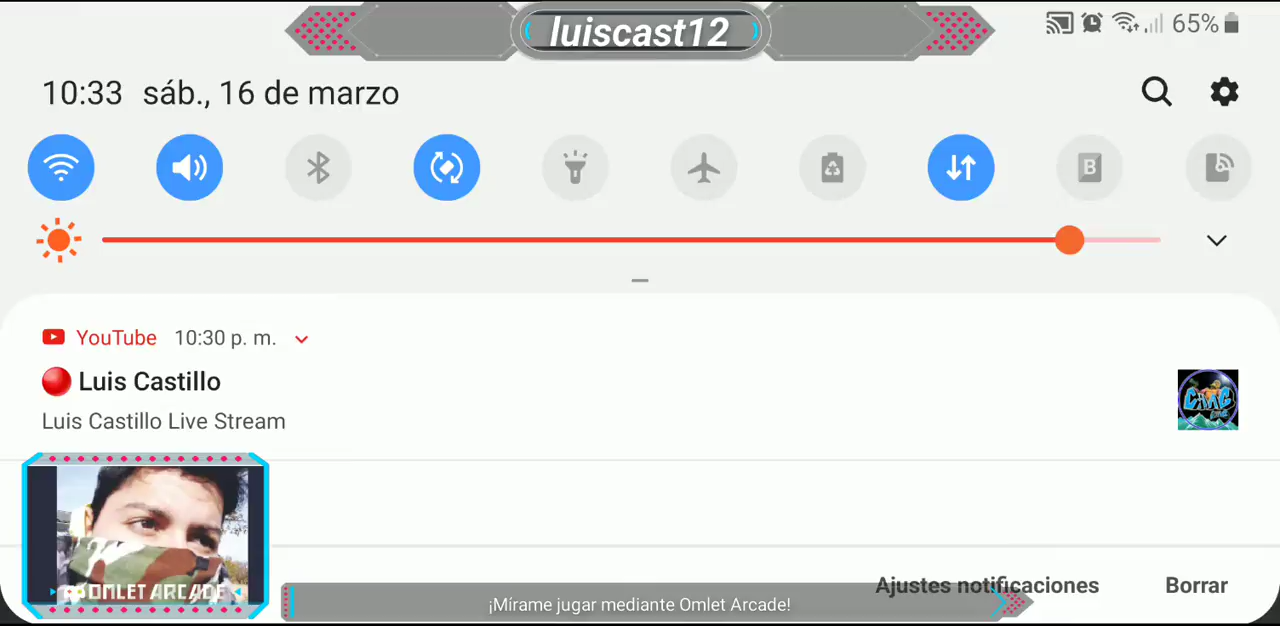 luiscast12
65%
10:33 sáb., 16 de marzo
B
YouTube 10:30 p. m.
Luis Castillo
Luis Castillo Live Stream
OMLET ARCADE
Ajustes notificaciones
Borrar
¡Mírame jugar mediante Omlet Arcade!